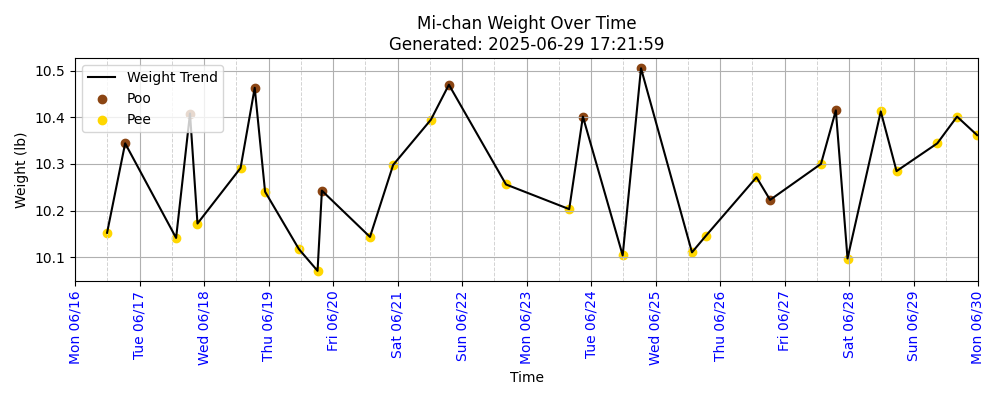 Mi-chan Weight Over Time
Generated: 2025-06-29 17:21:59
Weight (lb)
10.5
10.4
10.3
10.2
10.1
Weight Trend
Poo
Pee
Mon 06/16
Tue 06/17
Wed 06/18
Thu 06/19
Fri 06/20
Sat 06/21
Sun 06/22
Mon 06/23
Tue 06/24
Wed 06/25
Thu 06/26
Fri 06/27
Sat 06/28
Sun 06/29
Mon 06/30
Time